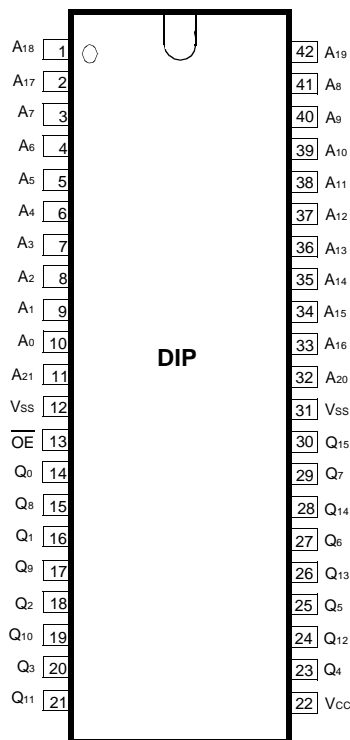 A18 1
A17 2
A7 3
A6 4
A5 5
A4 6
A3 7
A2 8
A1 9
A0 10
A21 11
VSS 12
OE 13
Q0 14
Q8 15
Q1 16
Q9 17
Q2 18
Q10 19
Q3 20
Q11 21
DIP
42 A19
41 A8
40 A9
39 A10
38 A11
37 A12
36 A13
35 A14
34 A15
33 A16
32 A20
31 VSS
30 Q15
29 Q7
28 Q14
27 Q6
26 Q13
25 Q5
24 Q12
23 Q4
22 VCC